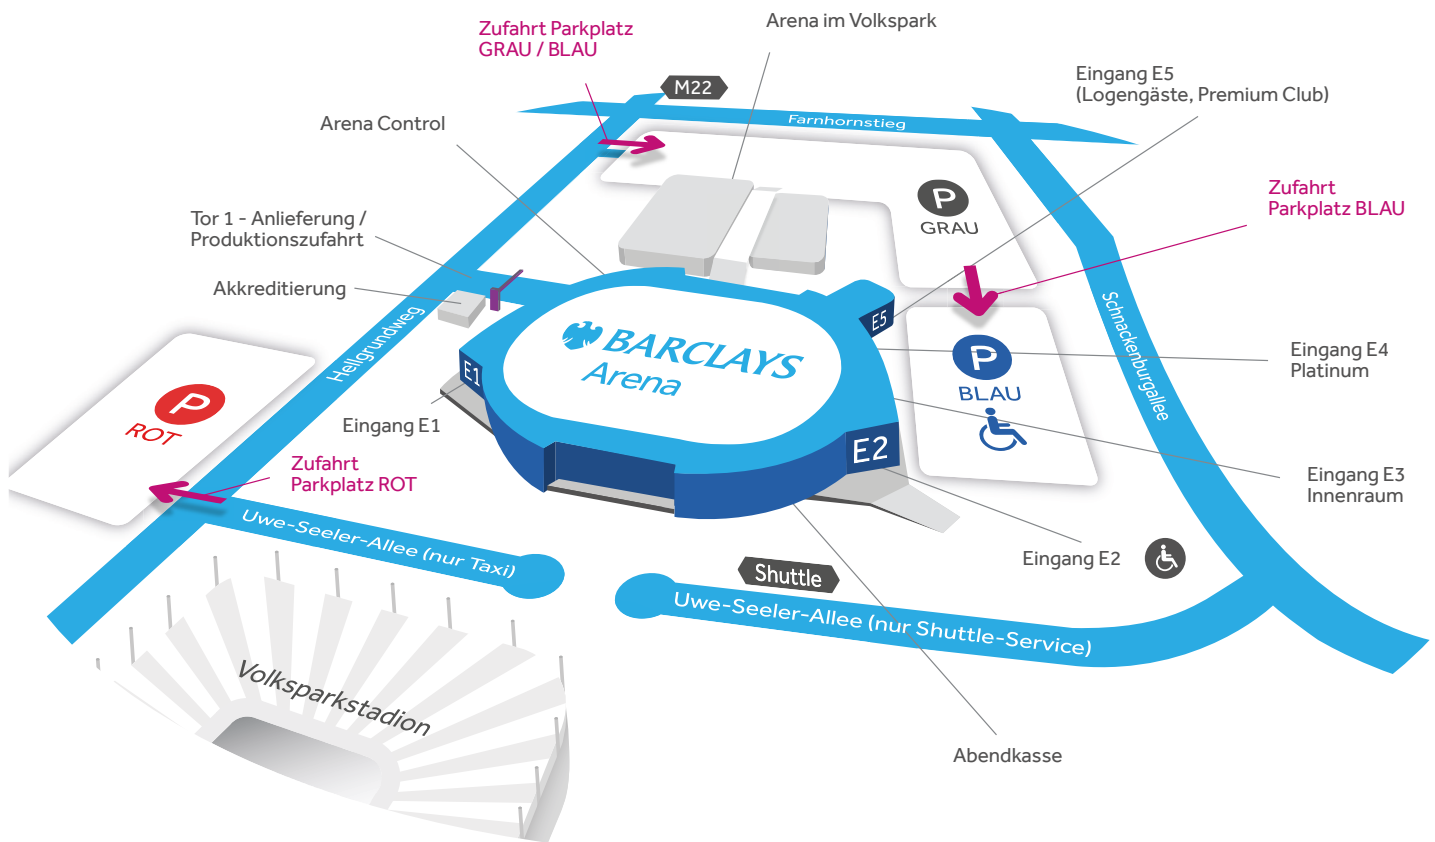 Zufahrt Parkplatz
GRAU / BLAU
Arena im Volkspark
M22
Eingang E5
(Logengäste, Premium Club)
Farnhornstieg
Arena Control
P
GRAU
Zufahrt
Parkplatz BLAU
Tor 1 - Anlieferung /
Produktionszufahrt
Akkreditierung
Hellgrundweg
Schnackenburgallee
E5
BARCLAYS
Arena
P
BLAU
Eingang E4
Platinum
E1
P
ROT
Eingang E1
E2
Zufahrt
Parkplatz ROT
Eingang E3
Innenraum
Uwe-Seeler-Allee (nur Taxi)
Eingang E2
Shuttle
Uwe-Seeler-Allee (nur Shuttle-Service)
Volksparkstadion
Abendkasse